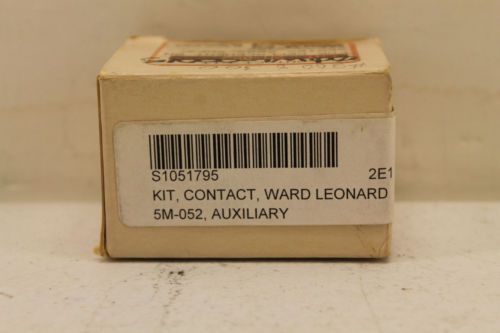 S1051795 2E1
KIT, CONTACT, WARD LEONARD
5M-052, AUXILIARY